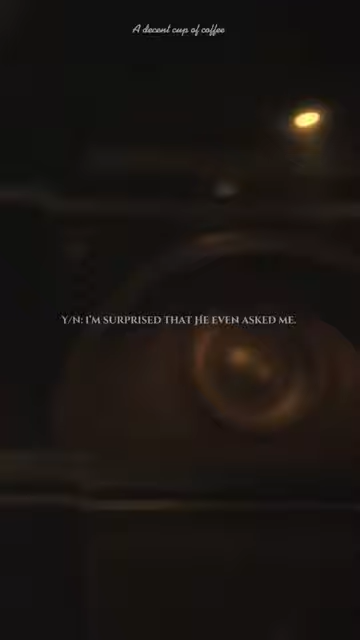 A decent cup of coffee
Y/N: I'm surprised that He even asked me.